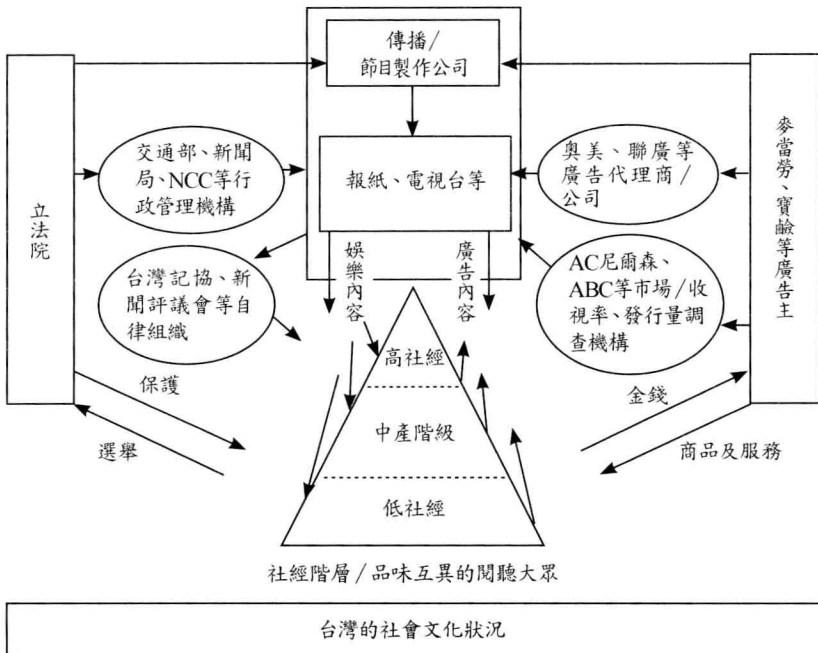 傳播/
節目製作公司
立法院
交通部、新聞
局、NCC等行
政管理機構
報紙、電視台等
奧美、聯廣等
廣告代理商/
公司
麥當勞、寶鹼等廣告主
台灣記協、新
聞評議會等自
律組織
娛樂內容
廣告內容
AC尼爾森、
ABC等市場/收
視率、發行量調
查機構
高社經
保護
金錢
中產階級
選舉
商品及服務
低社經
社經階層/品味互異的閱聽大眾
台灣的社會文化狀況